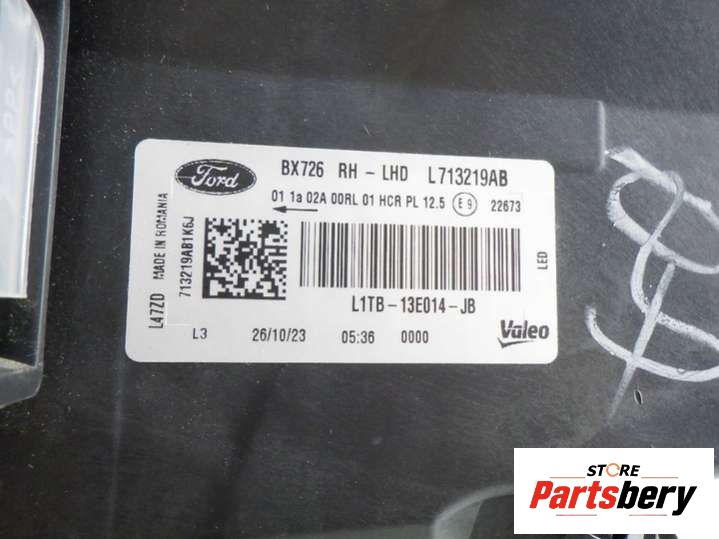 Ford
BX726 RH - LHD L713219AB
01 1a 02A 00RL 01 HCR PL 12.5 E9 22673
L47ZD MADE IN ROMANIA
713219AB1K6J
LED
L1TB-13E014-JB
L3 26/10/23 05:36 0000
Valeo
STORE
Partsbery